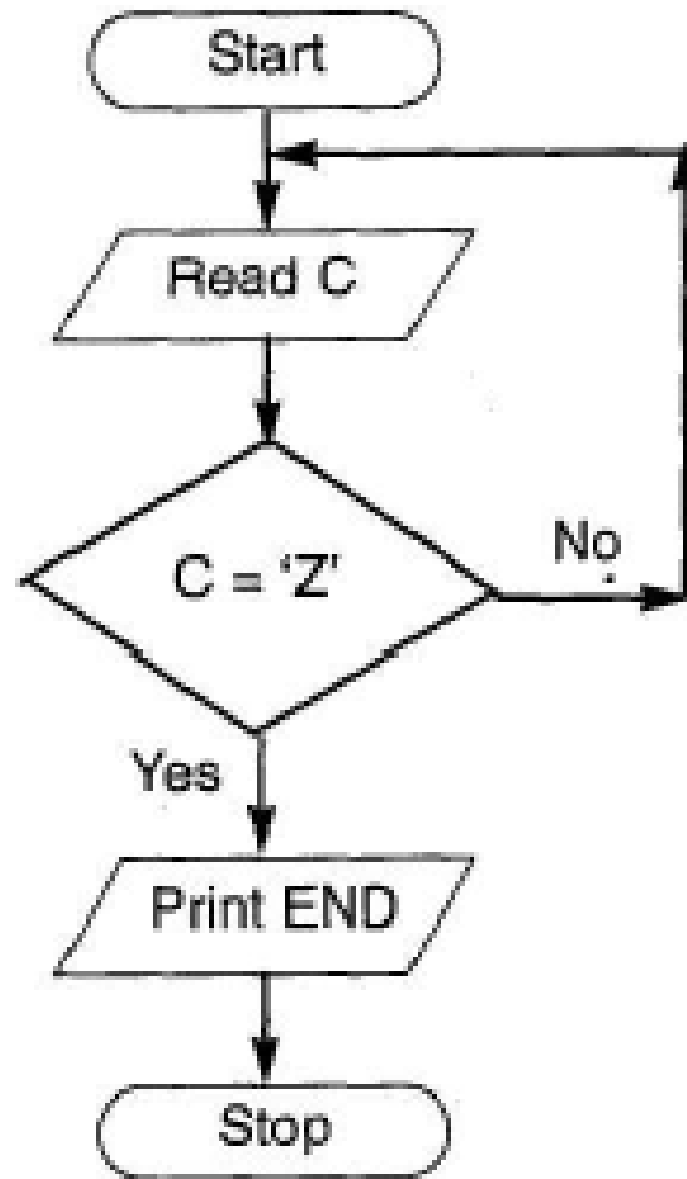 Start
Read C
C = ‘Z’
No
Yes
Print END
Stop